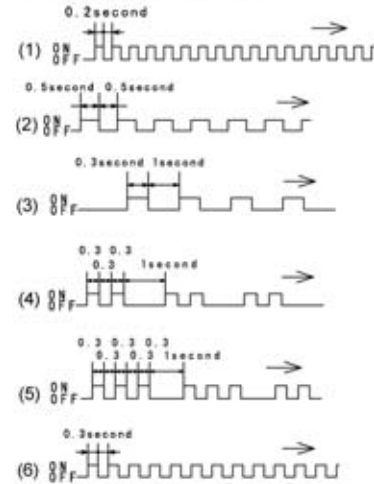 0.2second
(1) ON
OFF
0.5second 0.5second
(2) ON
OFF
0.3second 1second
(3) ON
OFF
0.3 0.3
0.3 1second
(4) ON
OFF
0.3 0.3 0.3
0.3 0.3 1second
(5) ON
OFF
0.3second
(6) ON
OFF